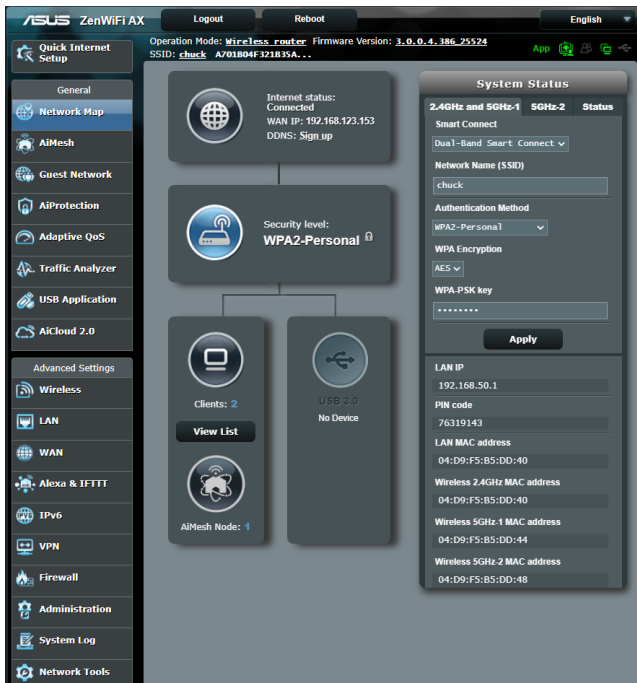 ASUS ZenWiFi AX
Logout
Reboot
English
Operation Mode: Wireless router Firmware Version: 3.0.0.4.386_25524
SSID: chuck A701B04F321B35A...
App
Quick Internet
Setup
General
Network Map
AiMesh
Guest Network
AiProtection
Adaptive QoS
Traffic Analyzer
USB Application
AiCloud 2.0
Advanced Settings
Wireless
LAN
WAN
Alexa & IFTTT
IPv6
VPN
Firewall
Administration
System Log
Network Tools
Internet status:
Connected
WAN IP: 192.168.123.153
DDNS: Sign up
Security level:
WPA2-Personal
Clients: 2
View List
AiMesh Node: 1
USB 3.0
No Device
System Status
2.4GHz and 5GHz-1 5GHz-2 Status
Smart Connect
Dual-Band Smart Connect
Network Name (SSID)
chuck
Authentication Method
WPA2-Personal
WPA Encryption
AES
WPA-PSK key
••••••••
Apply
LAN IP
192.168.50.1
PIN code
76319143
LAN MAC address
04:D9:F5:B5:DD:40
Wireless 2.4GHz MAC address
04:D9:F5:B5:DD:40
Wireless 5GHz-1 MAC address
04:D9:F5:B5:DD:44
Wireless 5GHz-2 MAC address
04:D9:F5:B5:DD:48